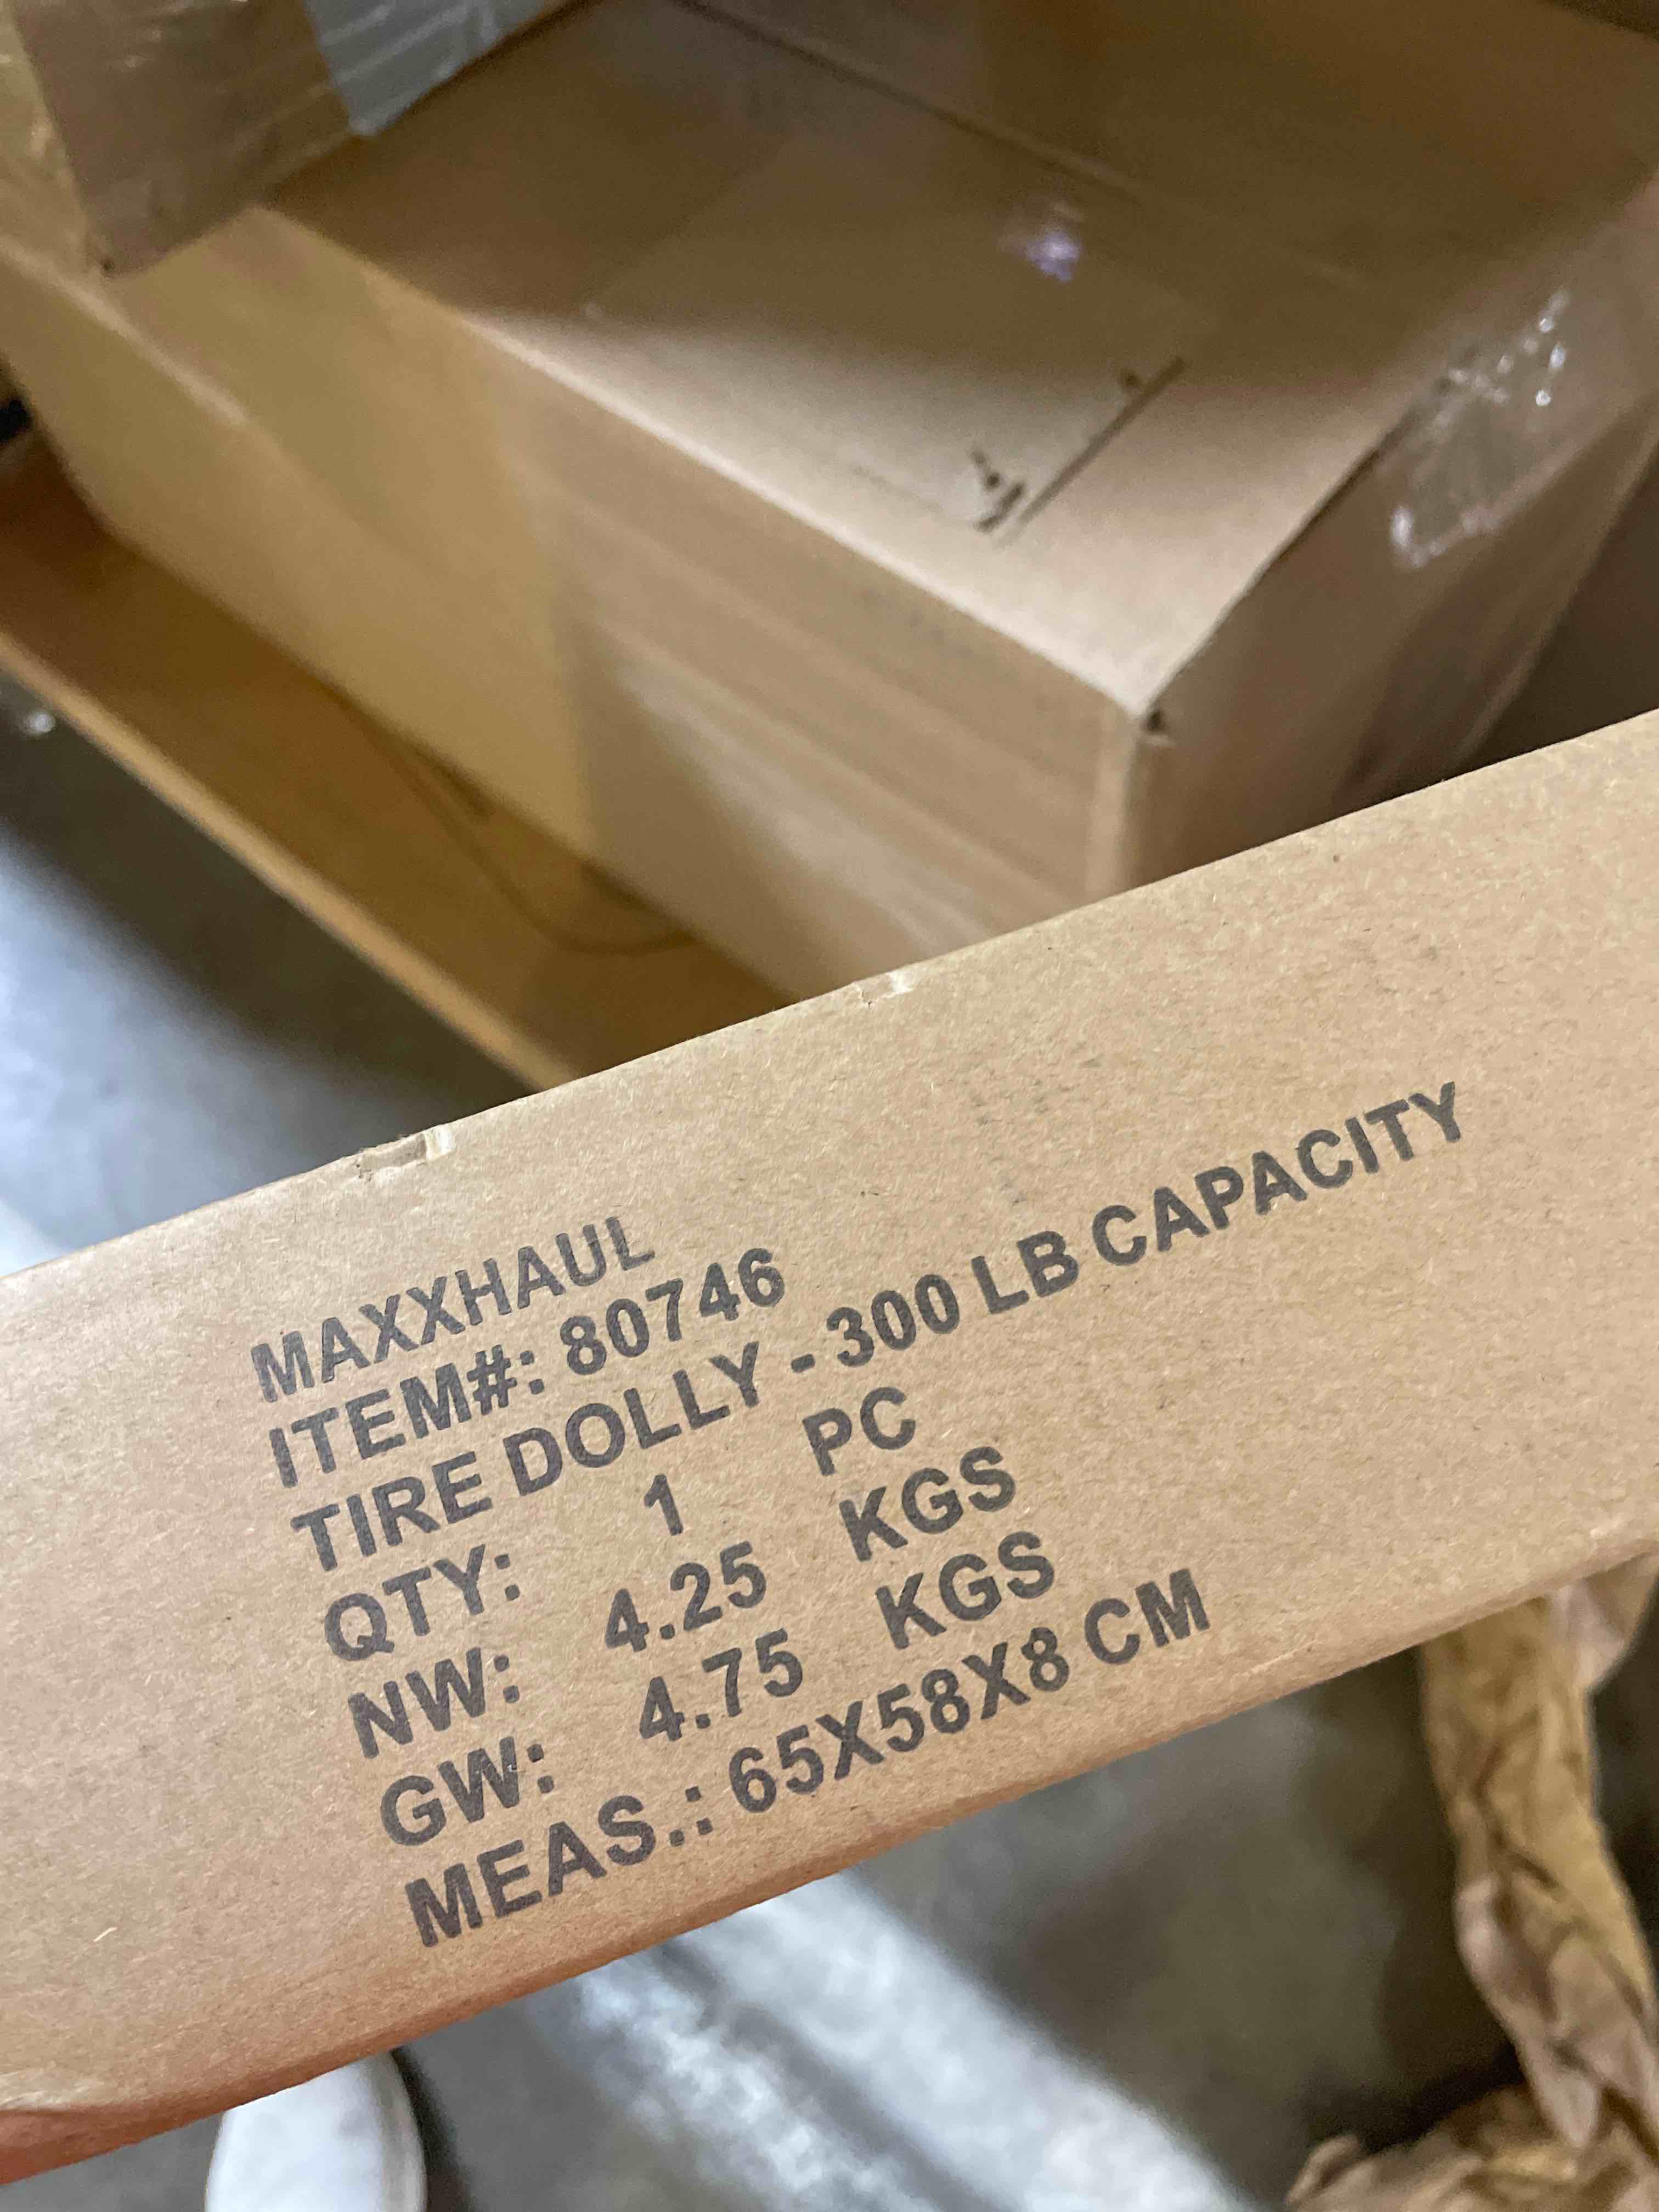 MAXXHAUL
ITEM#: 80746
TIRE DOLLY - 300 LB CAPACITY
QTY: 1 PC
NW: 4.25 KGS
GW: 4.75 KGS
MEAS.: 65X58X8 CM